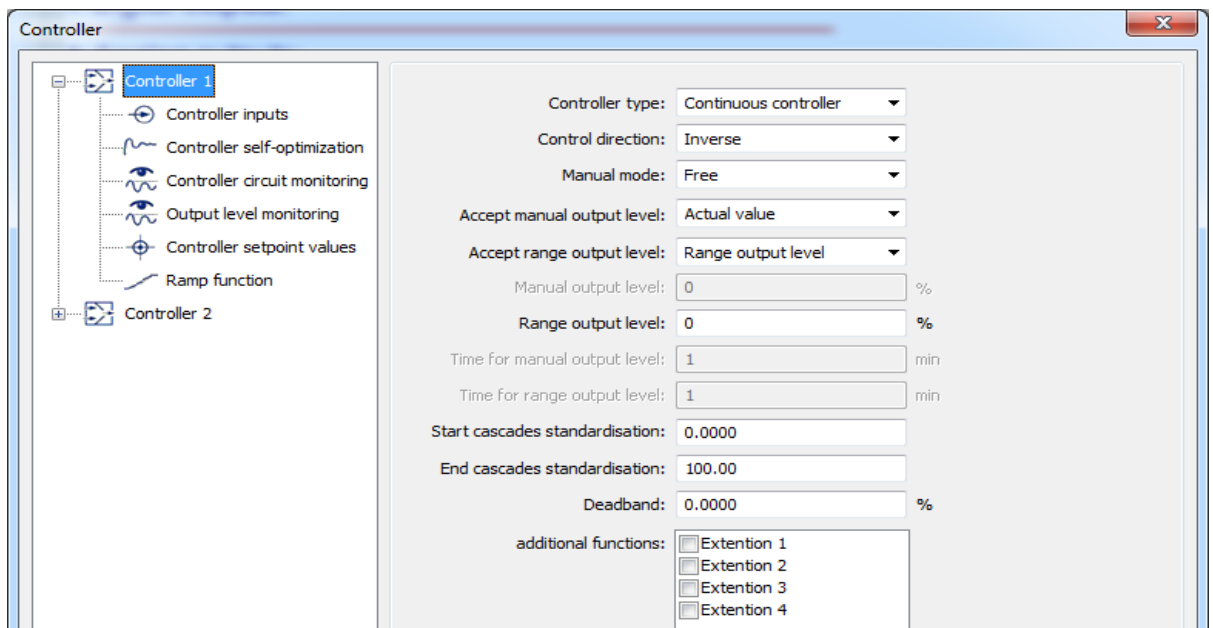 Controller
Controller 1
Controller inputs
Controller self-optimization
Controller circuit monitoring
Output level monitoring
Controller setpoint values
Ramp function
Controller 2
Controller type: Continuous controller
Control direction: Inverse
Manual mode: Free
Accept manual output level: Actual value
Accept range output level: Range output level
Manual output level: 0 %
Range output level: 0 %
Time for manual output level: 1 min
Time for range output level: 1 min
Start cascades standardisation: 0.0000
End cascades standardisation: 100.00
Deadband: 0.0000 %
additional functions: Extention 1
Extention 2
Extention 3
Extention 4